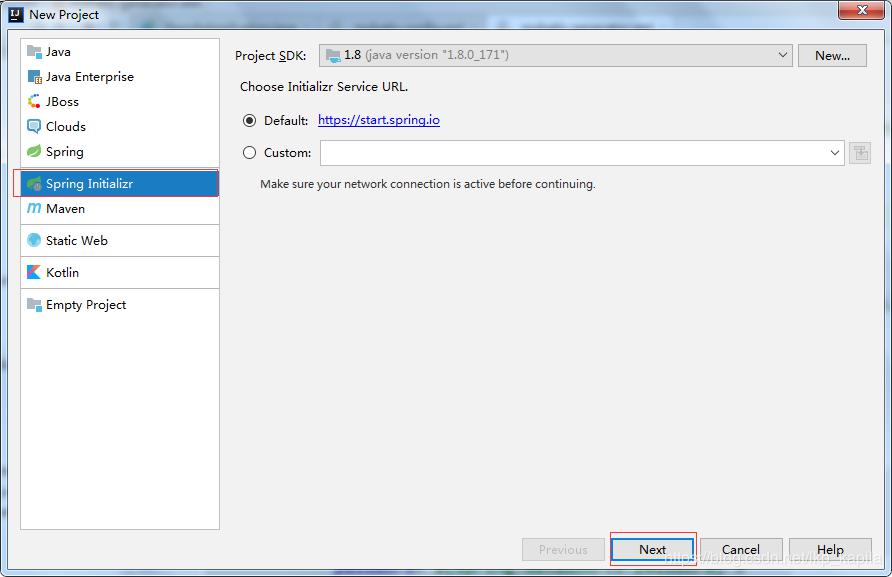 New Project
Java
Java Enterprise
JBoss
Clouds
Spring
Spring Initializr
Maven
Static Web
Kotlin
Empty Project
Project SDK: 1.8 (java version "1.8.0_171") New...
Choose Initializr Service URL.
Default: https://start.spring.io
Custom:
Make sure your network connection is active before continuing.
Previous Next Cancel Help
https://blog.csdn.net/lkp_kapila